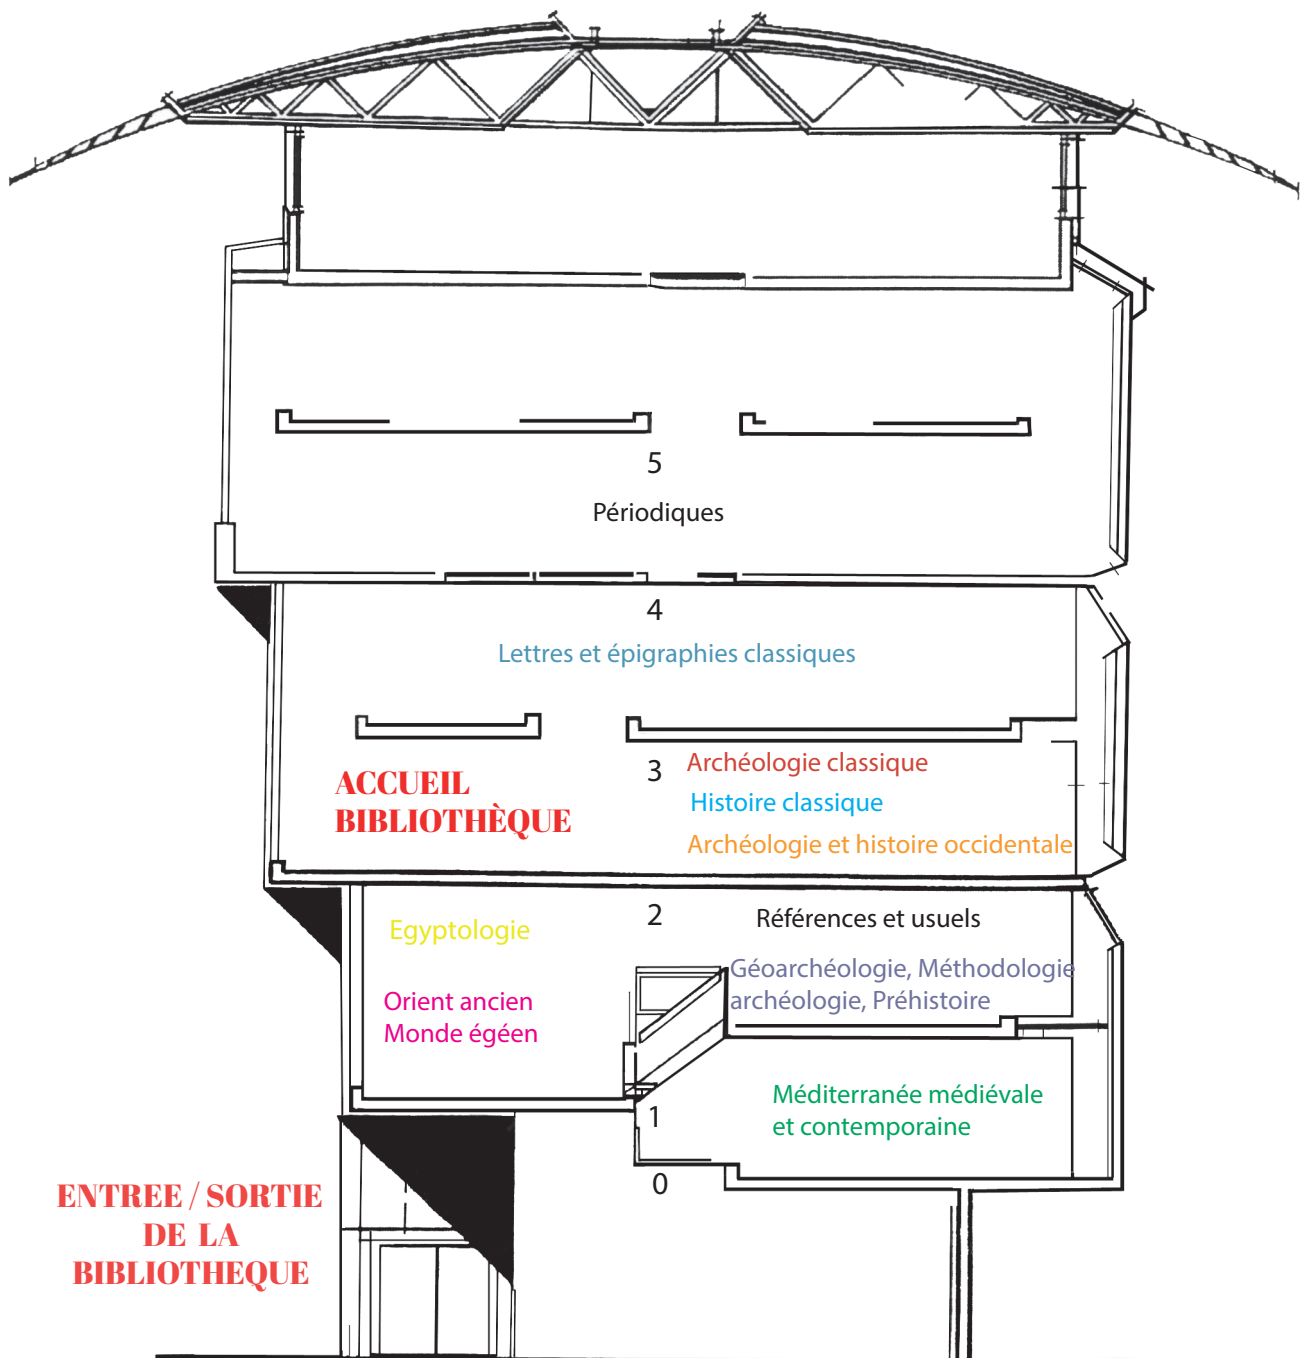 5
Périodiques
4
Lettres et épigraphies classiques
3
Archéologie classique
ACCUEIL
BIBLIOTHÈQUE
Histoire classique
Archéologie et histoire occidentale
2
Références et usuels
Egyptologie
Géoarchéologie, Méthodologie
archéologie, Préhistoire
Orient ancien
Monde égéen
Méditerranée médiévale
et contemporaine
1
0
ENTREE / SORTIE
DE LA
BIBLIOTHEQUE